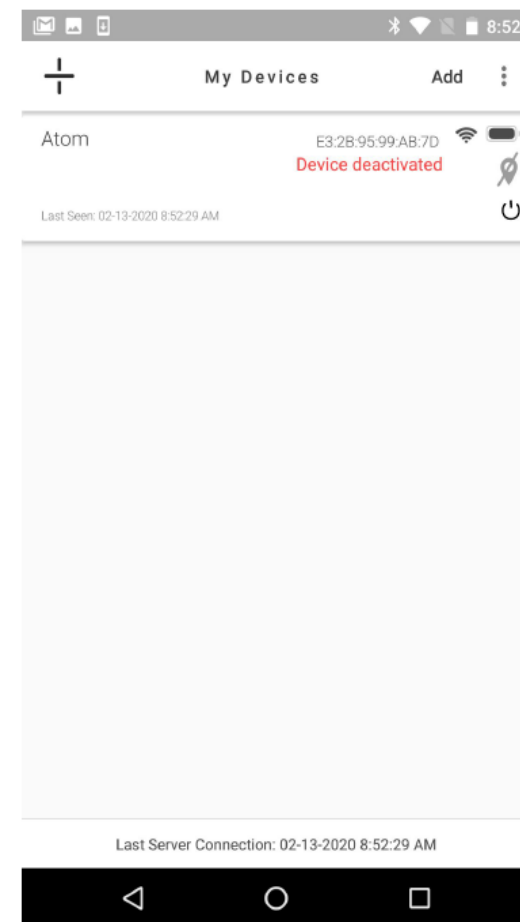 8:52
My Devices Add
Atom E3:2B:95:99:AB:7D
Device deactivated
Last Seen: 02-13-2020 8:52:29 AM
Last Server Connection: 02-13-2020 8:52:29 AM